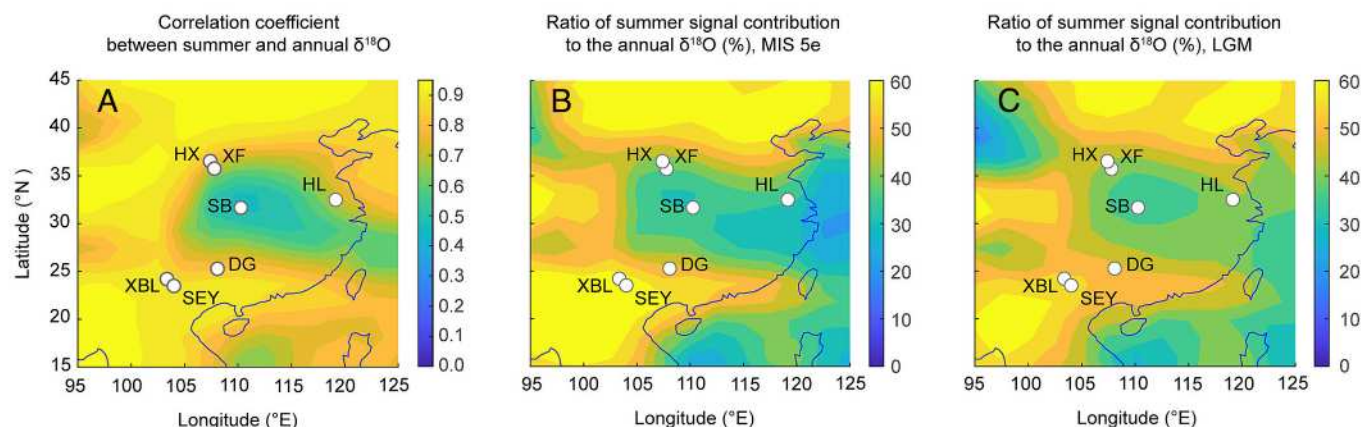 Correlation coefficient
between summer and annual δ¹⁸O
Ratio of summer signal contribution
to the annual δ¹⁸O (%), MIS 5e
Ratio of summer signal contribution
to the annual δ¹⁸O (%), LGM
A
HX
XF
HL
SB
DG
XBL
SEY
45
40
35
30
25
20
15
Latitude (°N)
95
100
105
110
115
120
125
Longitude (°E)
0.9
0.8
0.7
0.6
0.5
0.4
0.3
0.2
0.1
0.0
B
HX
XF
HL
SB
DG
XBL
SEY
95
100
105
110
115
120
125
Longitude (°E)
60
50
40
30
20
10
0
C
HX
XF
HL
SB
DG
XBL
SEY
95
100
105
110
115
120
125
Longitude (°E)
60
50
40
30
20
10
0